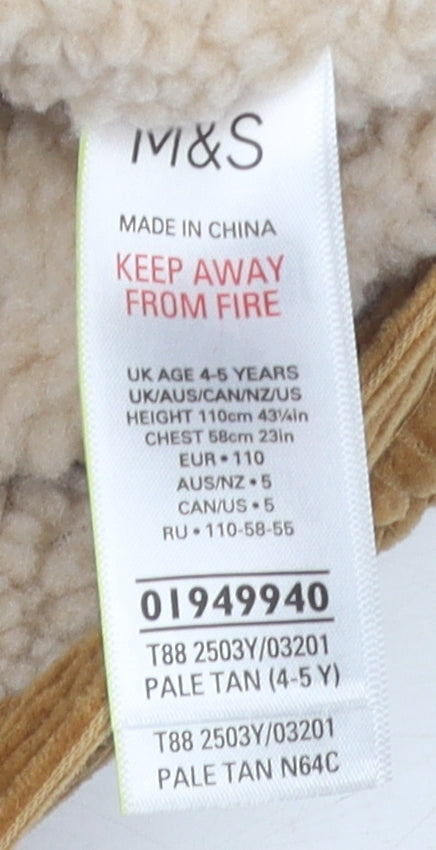 M&S
MADE IN CHINA
KEEP AWAY
FROM FIRE
UK AGE 4-5 YEARS
UK/AUS/CAN/NZ/US
HEIGHT 110cm 43¼in
CHEST 58cm 23in
EUR • 110
AUS/NZ • 5
CAN/US • 5
RU • 110-58-55
01949940
T88 2503Y/03201
PALE TAN (4-5 Y)
T88 2503Y/03201
PALE TAN N64C